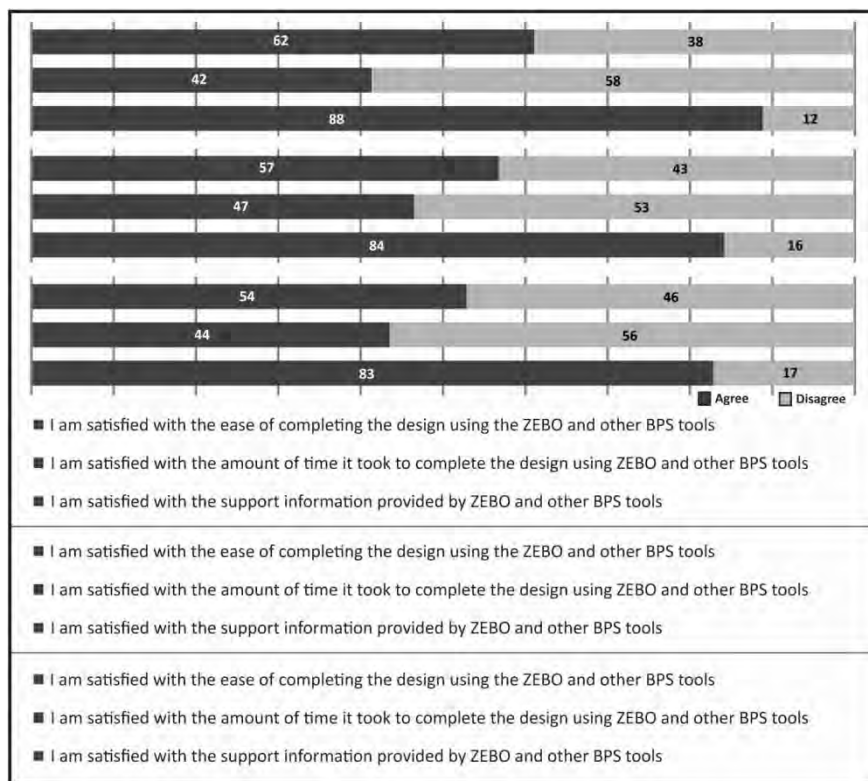 62 38
42 58
88 12
57 43
47 53
84 16
54 46
44 56
83 17
Agree Disagree
I am satisfied with the ease of completing the design using the ZEBO and other BPS tools
I am satisfied with the amount of time it took to complete the design using ZEBO and other BPS tools
I am satisfied with the support information provided by ZEBO and other BPS tools
I am satisfied with the ease of completing the design using the ZEBO and other BPS tools
I am satisfied with the amount of time it took to complete the design using ZEBO and other BPS tools
I am satisfied with the support information provided by ZEBO and other BPS tools
I am satisfied with the ease of completing the design using the ZEBO and other BPS tools
I am satisfied with the amount of time it took to complete the design using ZEBO and other BPS tools
I am satisfied with the support information provided by ZEBO and other BPS tools